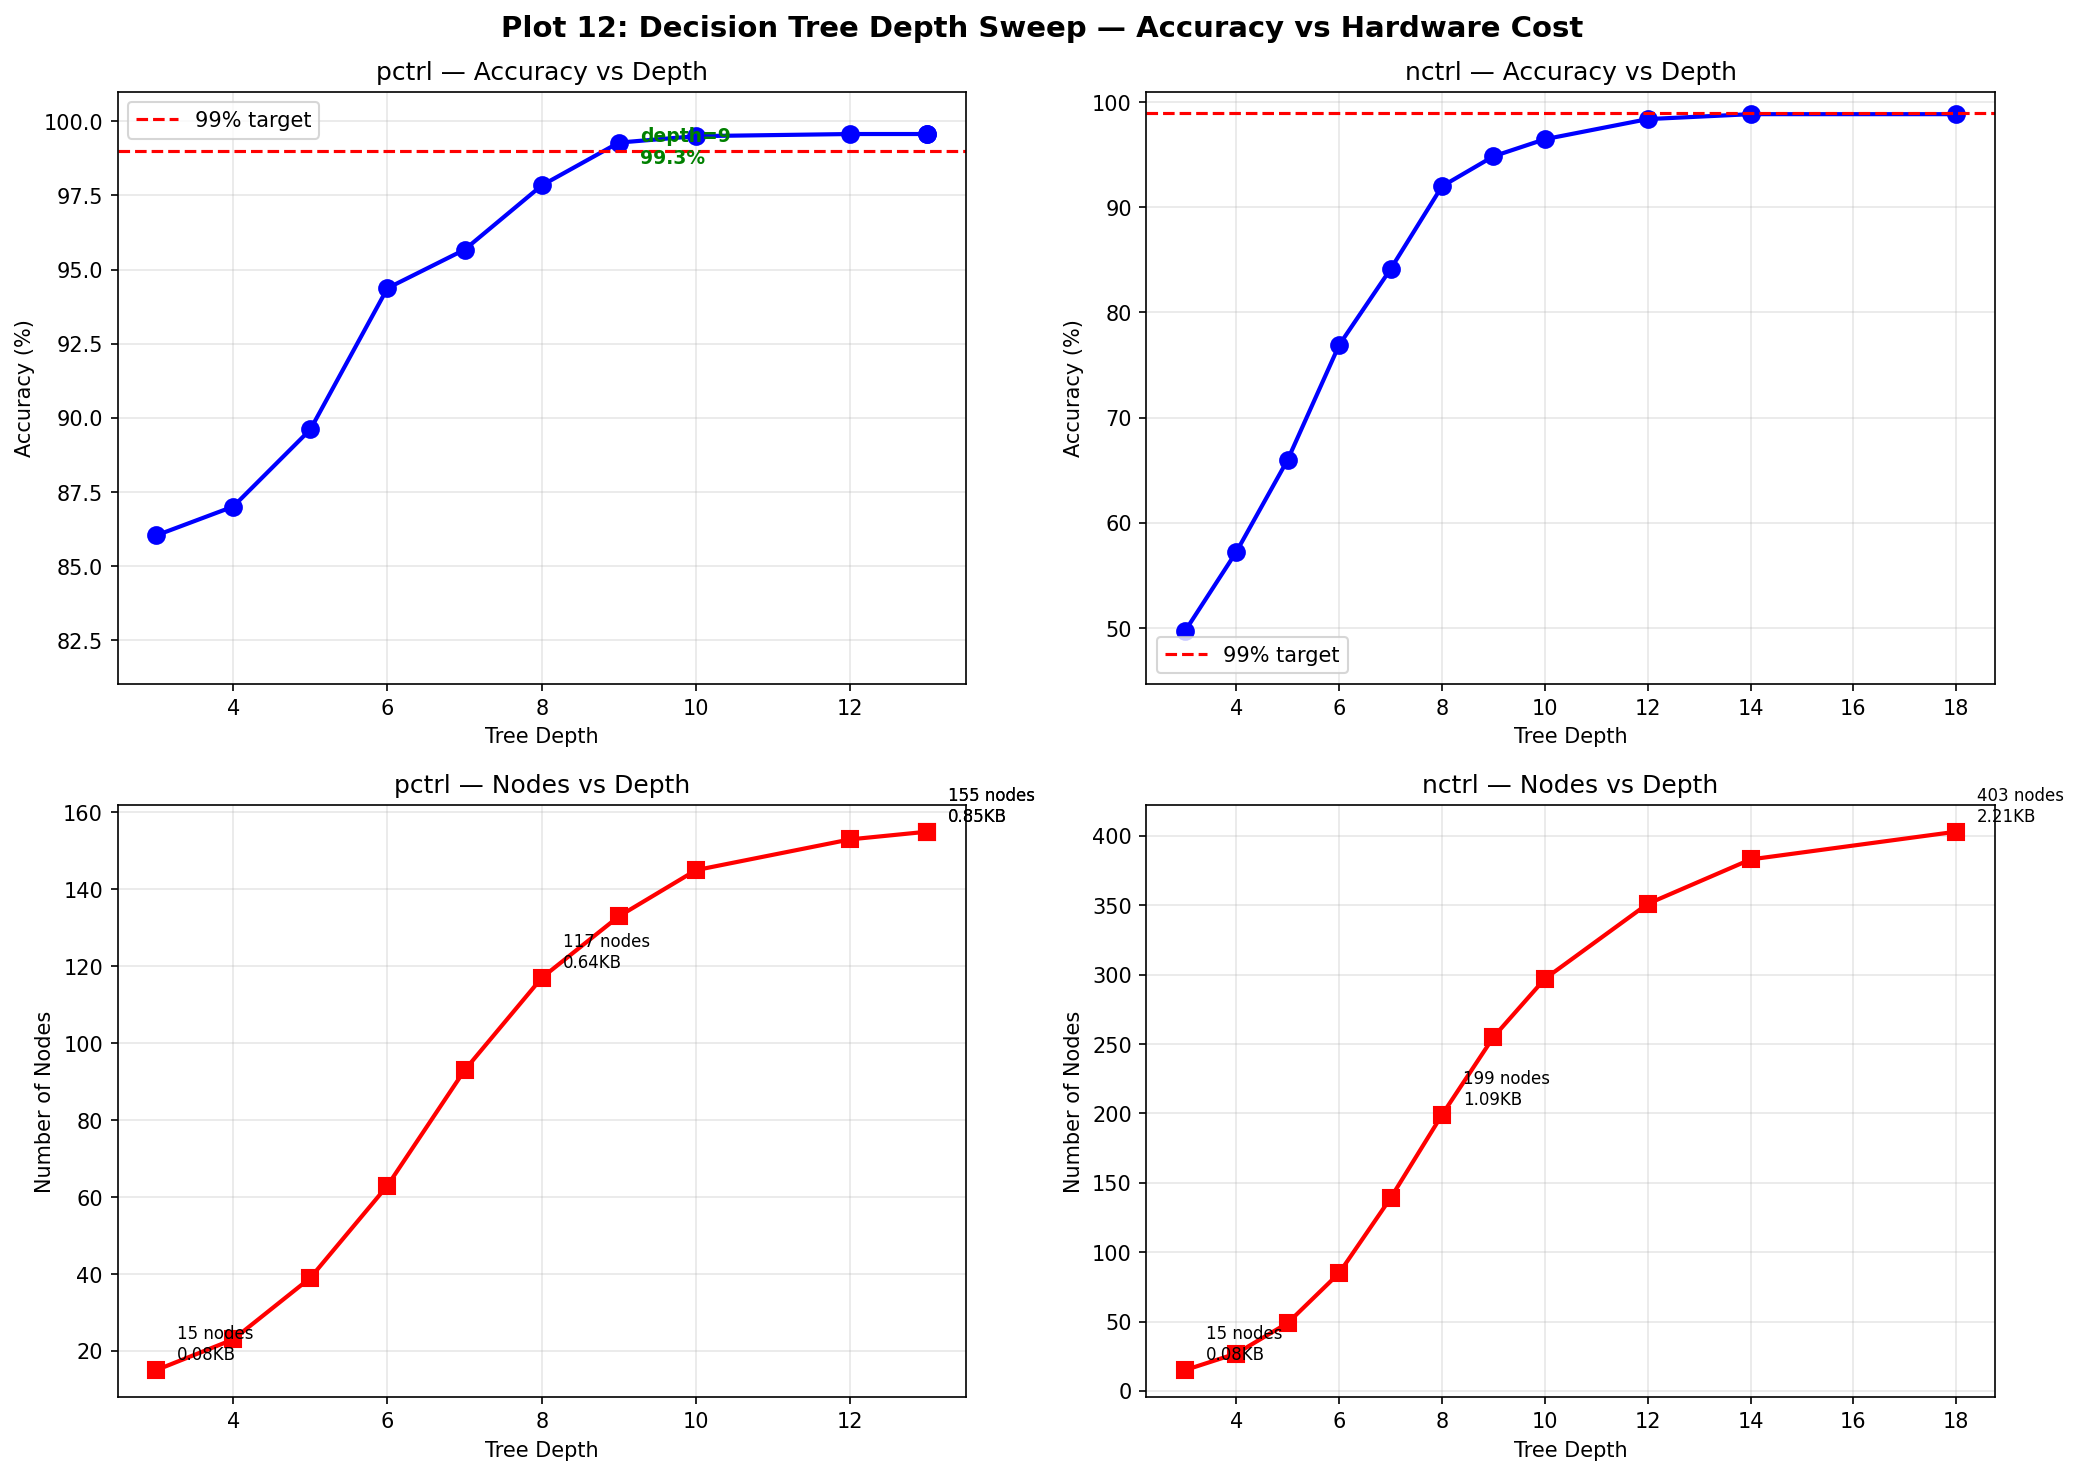 Plot 12: Decision Tree Depth Sweep — Accuracy vs Hardware Cost
pctrl — Accuracy vs Depth
99% target
depth=9
99.3%
100.0
97.5
95.0
92.5
90.0
87.5
85.0
82.5
Accuracy (%)
4 6 8 10 12
Tree Depth
nctrl — Accuracy vs Depth
100
90
80
70
60
50
Accuracy (%)
99% target
4 6 8 10 12 14 16 18
Tree Depth
pctrl — Nodes vs Depth
155 nodes
0.85KB
117 nodes
0.64KB
15 nodes
0.08KB
160
140
120
100
80
60
40
20
Number of Nodes
4 6 8 10 12
Tree Depth
nctrl — Nodes vs Depth
403 nodes
2.21KB
199 nodes
1.09KB
15 nodes
0.08KB
400
350
300
250
200
150
100
50
0
Number of Nodes
4 6 8 10 12 14 16 18
Tree Depth